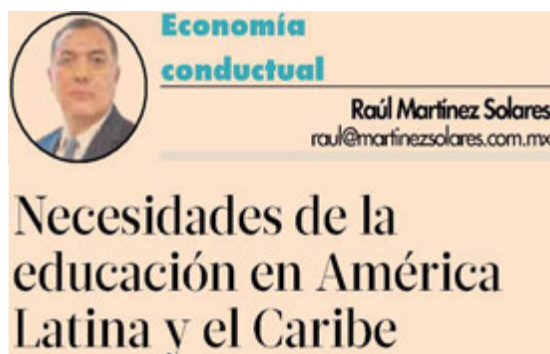 Economía
conductual
Raúl Martínez Solares
raul@martinezsolares.com.mx
Necesidades de la
educación en América
Latina y el Caribe